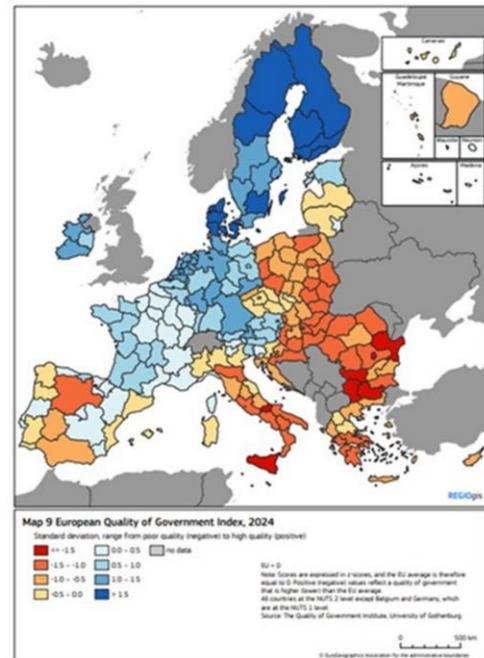 Canarias
Guadeloupe
Martinique
Guyane
Mayotte
Réunion
Açores
Madeira
REGIOgis
Map 9 European Quality of Government Index, 2024
Standard deviation, range from poor quality (negative) to high quality (positive)
<= -1.5
-1.5 – -1.0
-1.0 – -0.5
-0.5 – 0.0
0.0 – 0.5
0.5 – 1.0
1.0 – 1.5
> 1.5
no data
EU = 0
Note: Scores are expressed in z-scores, and the EU average is therefore
equal to 0. Positive (negative) values reflect a quality of government
that is higher (lower) than the EU average.
All countries at the NUTS 2 level except Belgium and Germany, which
are at the NUTS 1 level.
Source: The Quality of Government Institute, University of Gothenburg.
0 500 km
© EuroGeographics Association for the administrative boundaries